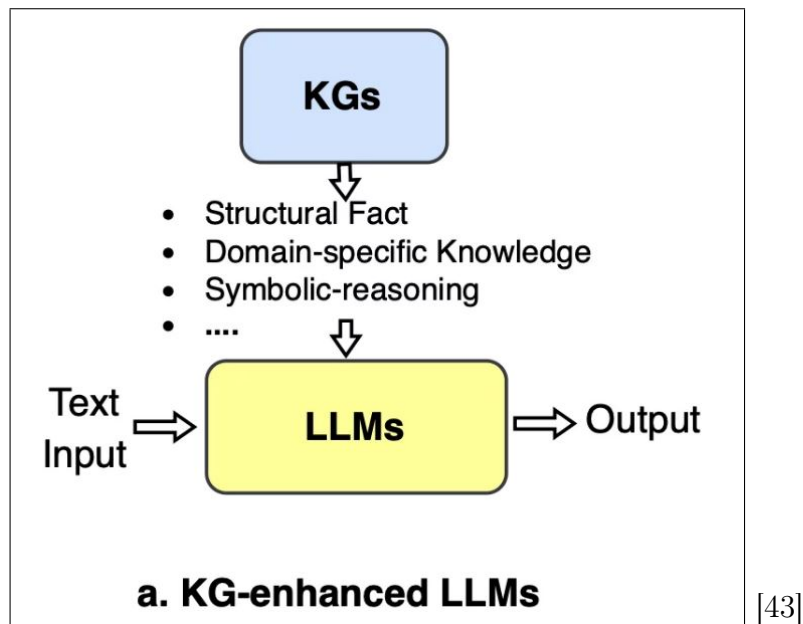 KGs
• Structural Fact
• Domain-specific Knowledge
• Symbolic-reasoning
• ....
Text
Input
LLMs
Output
a. KG-enhanced LLMs
[43]